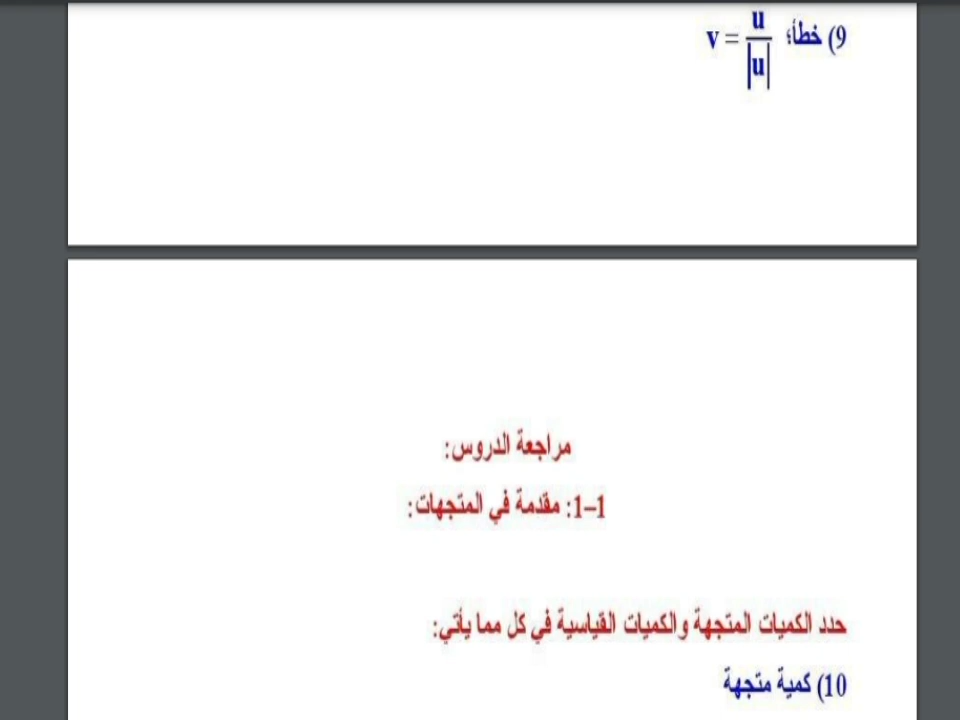 9) خطأ؛ v = u / |u|
مراجعة الدروس:
1–1: مقدمة في المتجهات:
حدد الكميات المتجهة والكميات القياسية في كل مما يأتي:
10) كمية متجهة